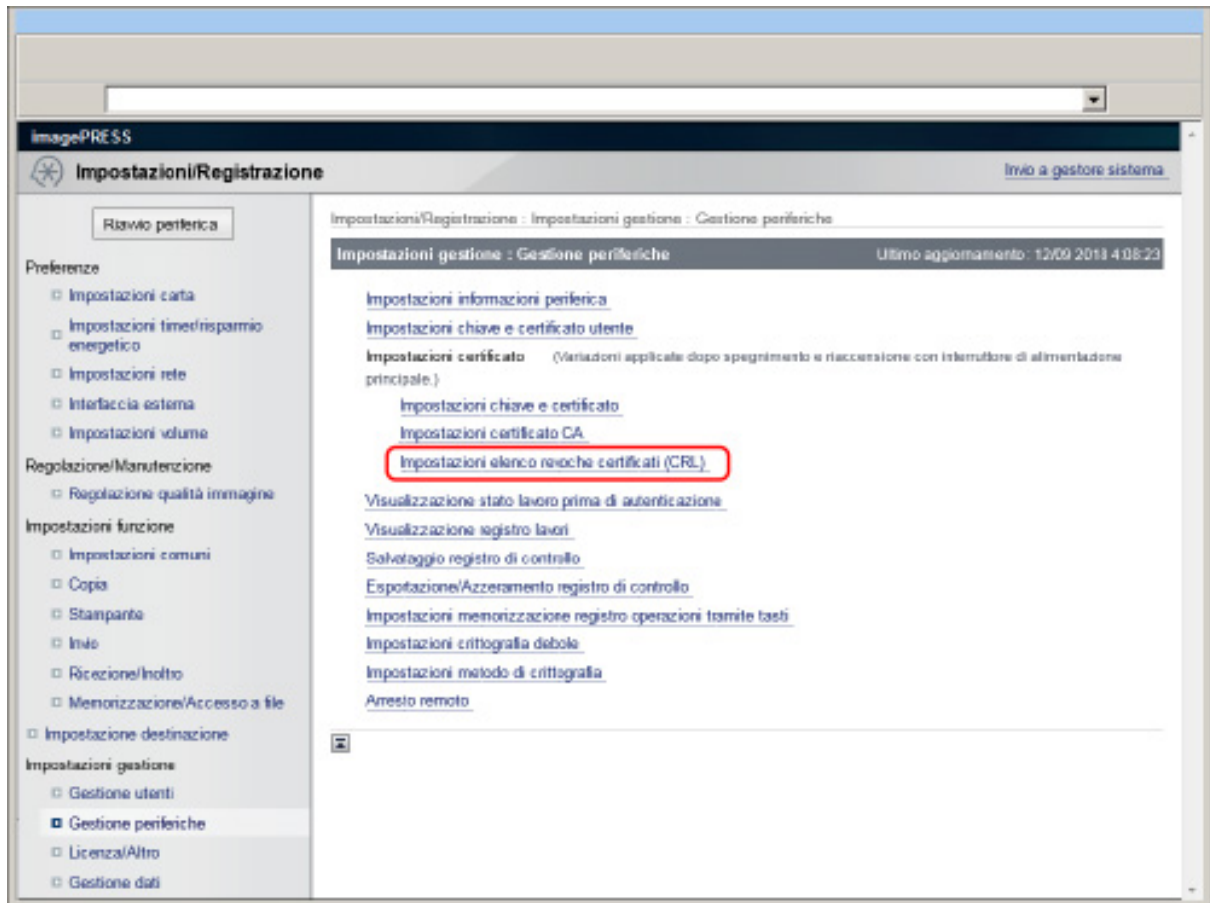 imagePRESS
Impostazioni/Registrazione
Invio a gestore sistema
Riavvio periferica
Preferenze
Impostazioni carta
Impostazioni timer/risparmio
energetico
Impostazioni rete
Interfaccia esterna
Impostazioni volume
Regolazione/Manutenzione
Regolazione qualità immagine
Impostazioni funzione
Impostazioni comuni
Copia
Stampante
Invio
Ricezione/Inoltro
Memorizzazione/Accesso a file
Impostazione destinazione
Impostazioni gestione
Gestione utenti
Gestione periferiche
Licenza/Altro
Gestione dati
Impostazioni/Registrazione : Impostazioni gestione : Gestione periferiche
Impostazioni gestione : Gestione periferiche
Ultimo aggiornamento : 12/09 2018 4:08:23
Impostazioni informazioni periferica
Impostazioni chiave e certificato utente
Impostazioni certificato (Variazioni applicate dopo spegnimento e riaccensione con interruttore di alimentazione
principale.)
Impostazioni chiave e certificato
Impostazioni certificato CA
Impostazioni elenco revoche certificati (CRL)
Visualizzazione stato lavoro prima di autenticazione
Visualizzazione registro lavori
Salvataggio registro di controllo
Esportazione/Azzeramento registro di controllo
Impostazioni memorizzazione registro operazioni tramite tasti
Impostazioni crittografia debole
Impostazioni metodo di crittografia
Arresto remoto